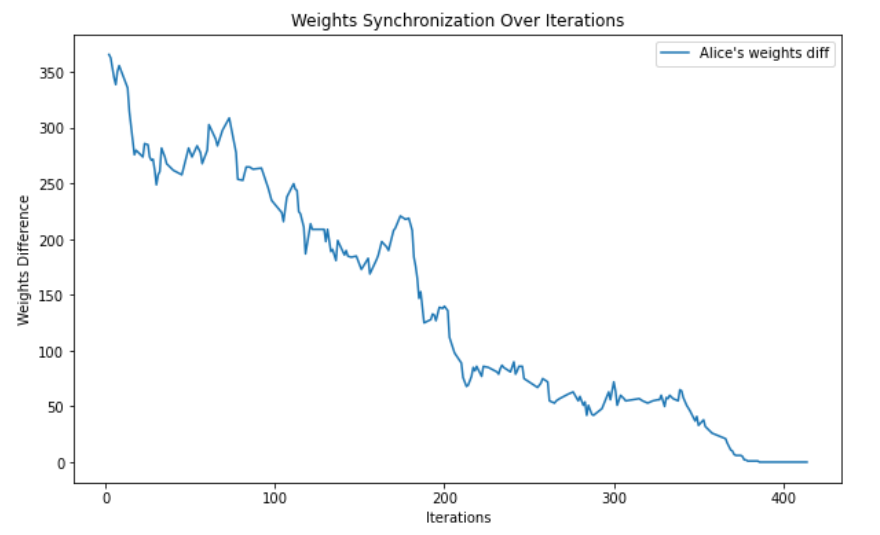 Weights Synchronization Over Iterations
Alice's weights diff
350
300
250
200
150
100
50
0
Weights Difference
0 100 200 300 400
Iterations